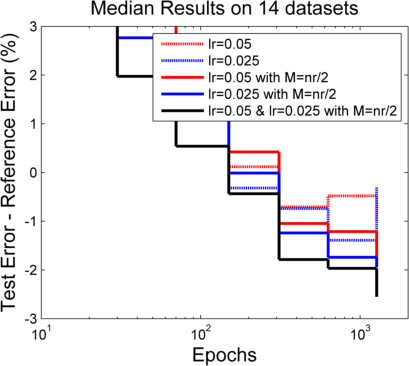 Median Results on 14 datasets
Test Error - Reference Error (%)
3
2
1
0
-1
-2
-3
lr=0.05
lr=0.025
lr=0.05 with M=nr/2
lr=0.025 with M=nr/2
lr=0.05 & lr=0.025 with M=nr/2
10^1
10^2
10^3
Epochs